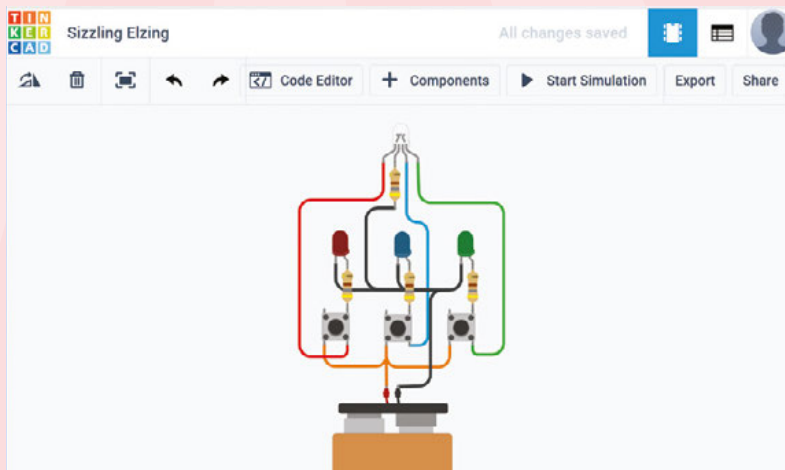 TIN
KER
CAD
Sizzling Elzing
All changes saved
Code Editor
Components
Start Simulation
Export
Share